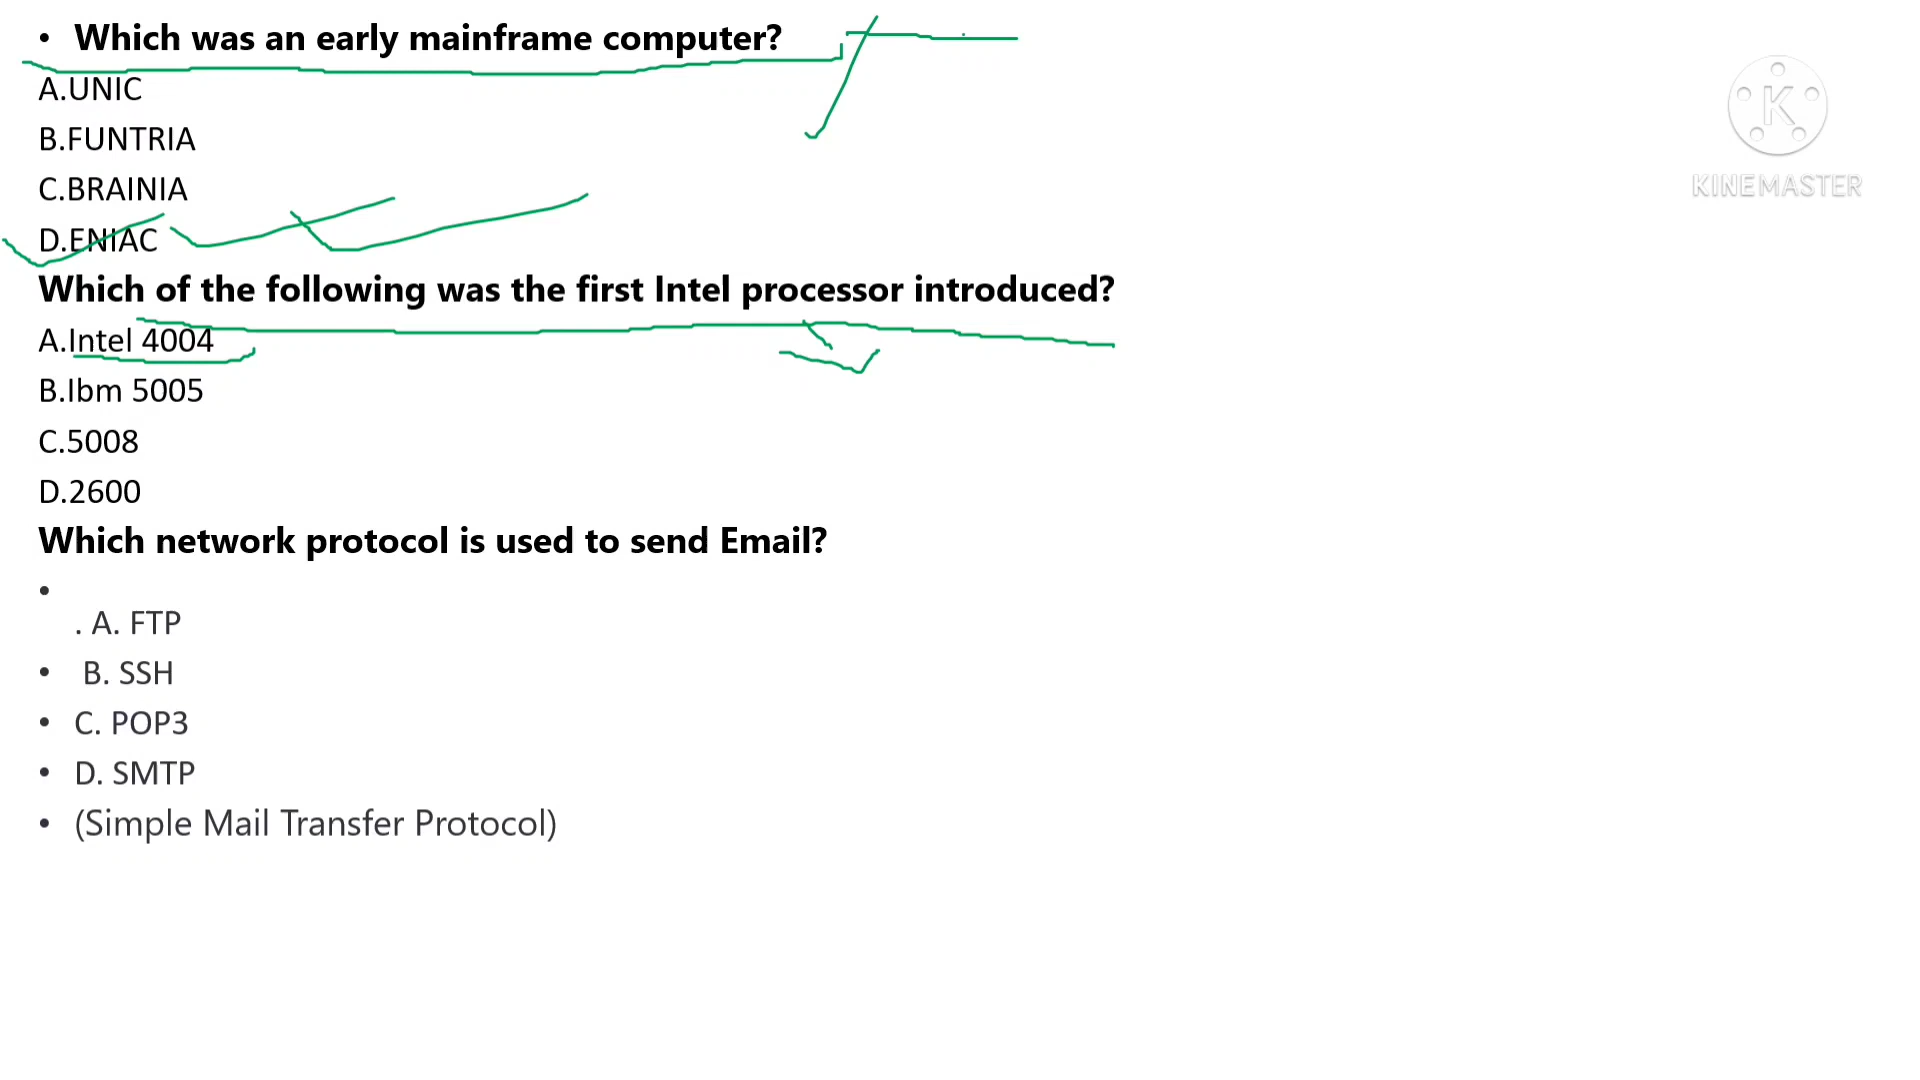 • Which was an early mainframe computer?
A.UNIC
B.FUNTRIA
C.BRAINIA
D.ENIAC
Which of the following was the first Intel processor introduced?
A.Intel 4004
B.Ibm 5005
C.5008
D.2600
Which network protocol is used to send Email?
•
. A. FTP
• B. SSH
• C. POP3
• D. SMTP
• (Simple Mail Transfer Protocol)
K
KINEMASTER